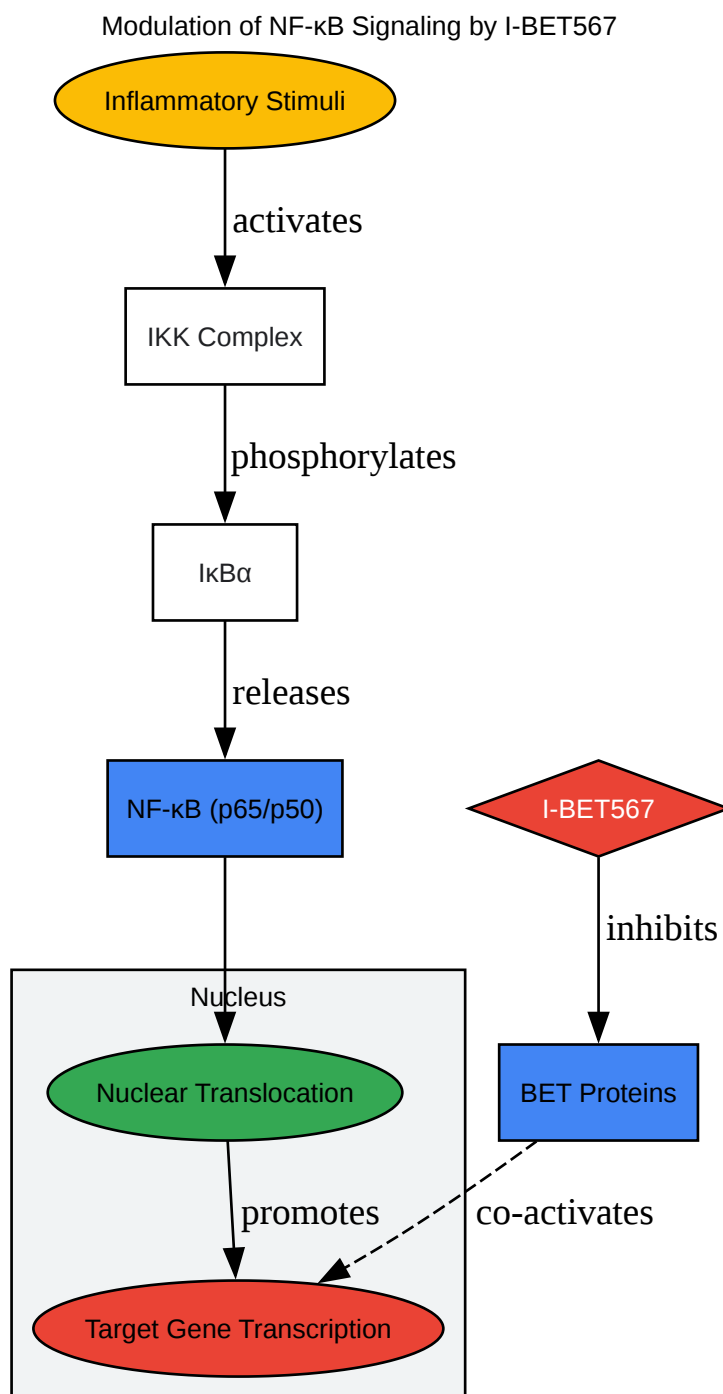 Modulation of NF-κB Signaling by I-BET567
Inflammatory Stimuli
activates
IKK Complex
phosphorylates
IκBα
releases
NF-κB (p65/p50)
I-BET567
inhibits
Nucleus
Nuclear Translocation
BET Proteins
promotes
co-activates
Target Gene Transcription